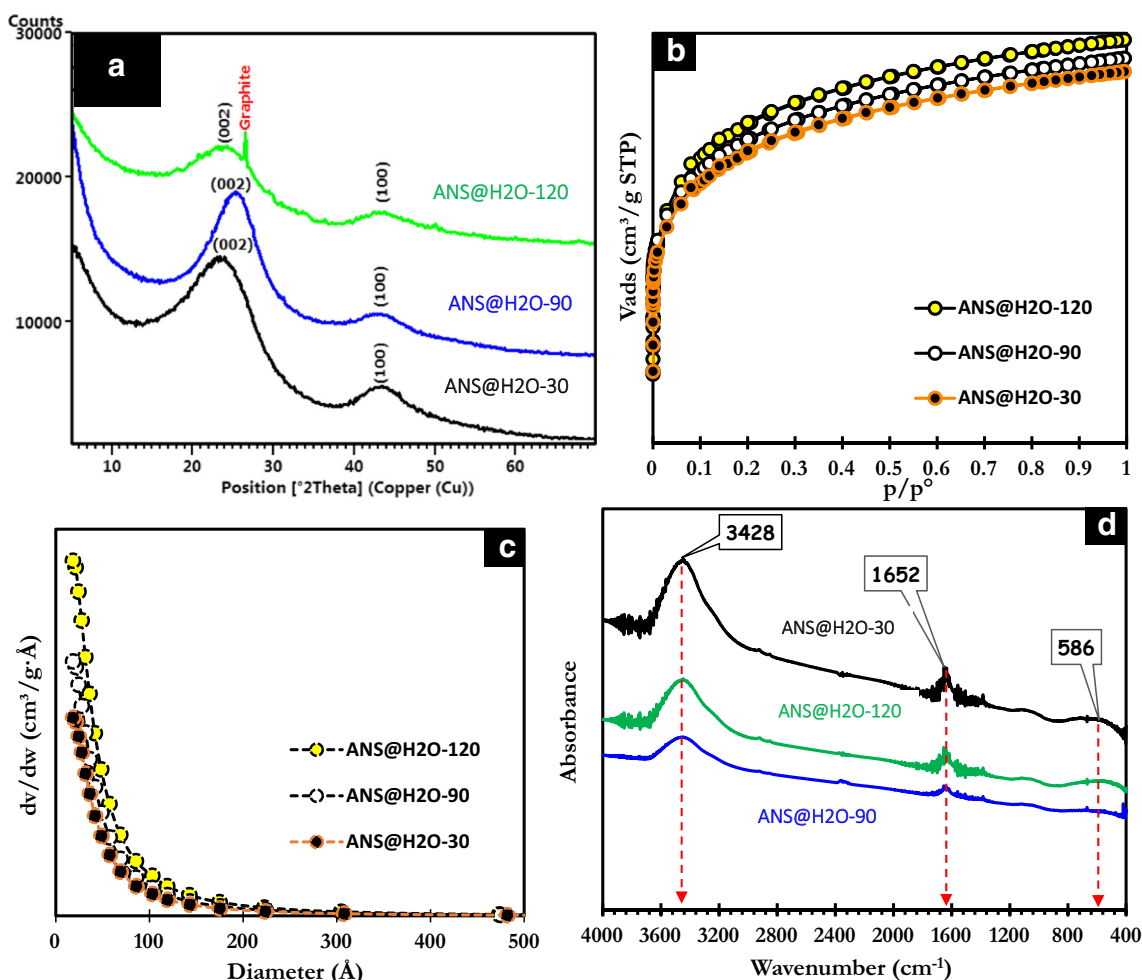 Counts
30000
20000
10000
a
(002)
Graphite
(100)
ANS@H2O-120
(002)
(100)
ANS@H2O-90
(002)
(100)
ANS@H2O-30
10 20 30 40 50 60
Position [°2Theta] (Copper (Cu))
b
Vads (cm³/g STP)
ANS@H2O-120
ANS@H2O-90
ANS@H2O-30
0 0.1 0.2 0.3 0.4 0.5 0.6 0.7 0.8 0.9 1
p/p°
c
dv/dw (cm³/g·Å)
ANS@H2O-120
ANS@H2O-90
ANS@H2O-30
0 100 200 300 400 500
Diameter (Å)
d
3428
1652
586
ANS@H2O-30
ANS@H2O-120
ANS@H2O-90
Absorbance
4000 3600 3200 2800 2400 2000 1600 1200 800 400
Wavenumber (cm⁻¹)